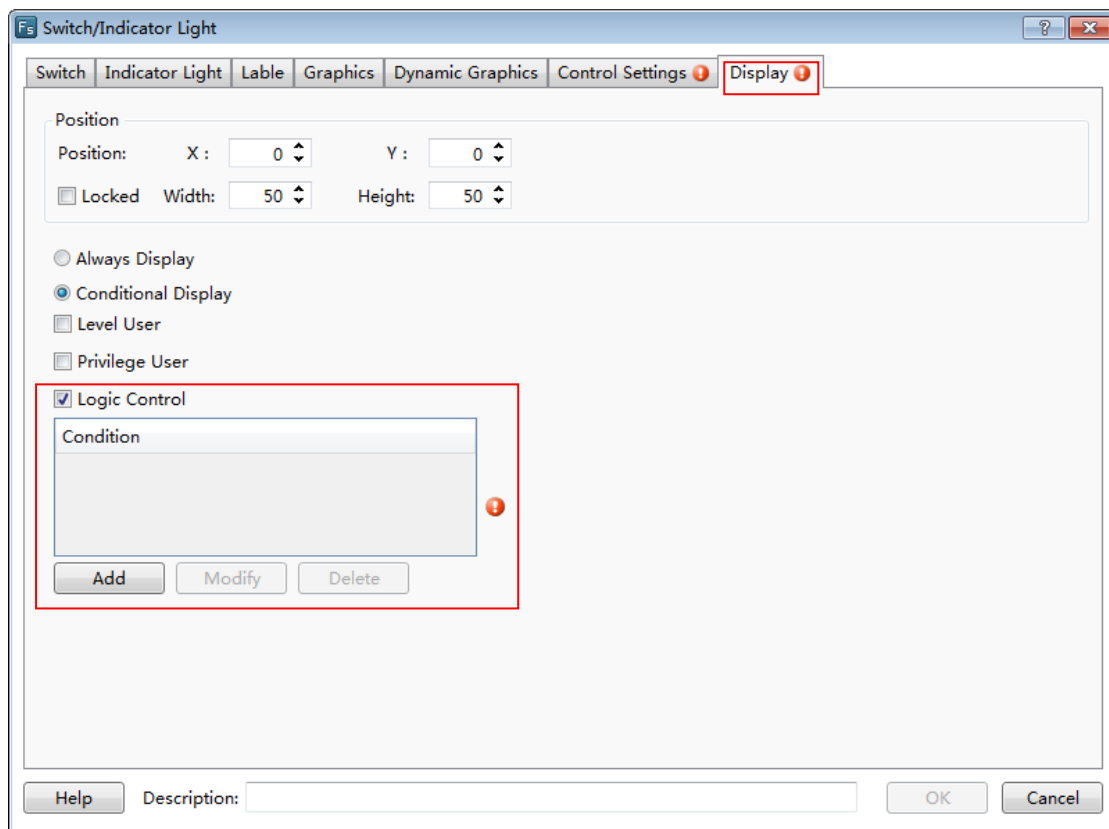 Fs Switch/Indicator Light ?
Switch Indicator Light Lable Graphics Dynamic Graphics Control Settings ! Display !
Position
Position: X : 0 Y : 0
Locked Width: 50 Height: 50
Always Display
Conditional Display
Level User
Privilege User
Logic Control
Condition
!
Add Modify Delete
Help Description: OK Cancel